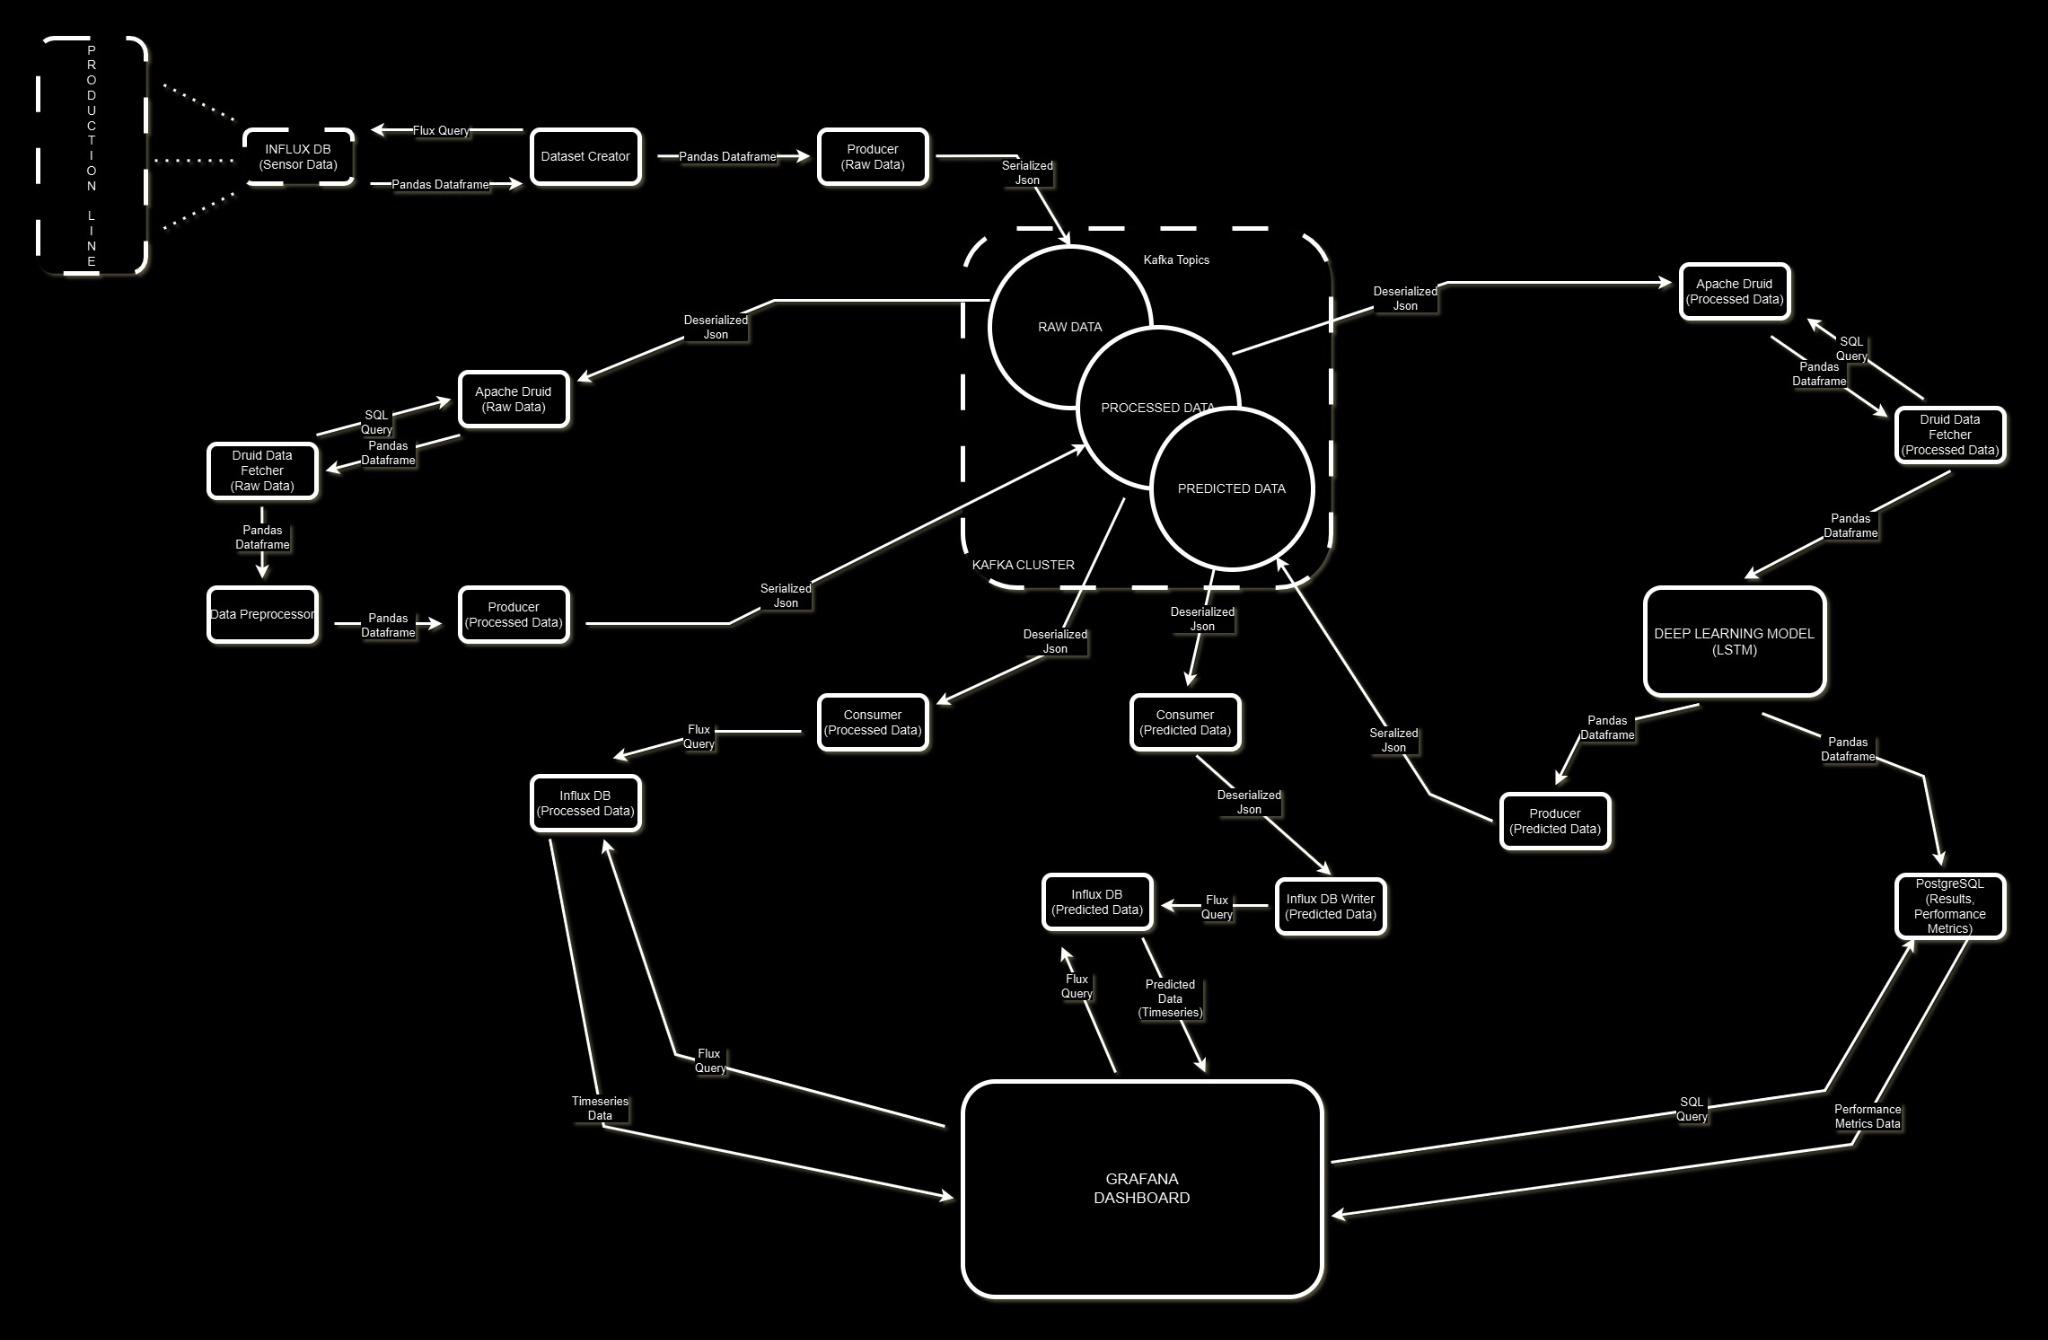 PRODUCTION LINE
INFLUX DB
(Sensor Data)
Flux Query
Pandas Dataframe
Dataset Creator
Pandas Dataframe
Producer
(Raw Data)
Serialized
Json
Kafka Topics
RAW DATA
PROCESSED DATA
PREDICTED DATA
KAFKA CLUSTER
Deserialized
Json
Apache Druid
(Raw Data)
SQL
Query
Pandas
Dataframe
Druid Data
Fetcher
(Raw Data)
Pandas
Dataframe
Data Preprocessor
Pandas
Dataframe
Producer
(Processed Data)
Serialized
Json
Deserialized
Json
Apache Druid
(Processed Data)
SQL
Query
Pandas
Dataframe
Druid Data
Fetcher
(Processed Data)
Pandas
Dataframe
DEEP LEARNING MODEL
(LSTM)
Pandas
Dataframe
Pandas
Dataframe
Producer
(Predicted Data)
Seralized
Json
Deserialized
Json
Consumer
(Processed Data)
Flux
Query
Influx DB
(Processed Data)
Deserialized
Json
Consumer
(Predicted Data)
Deserialized
Json
Influx DB Writer
(Predicted Data)
Flux
Query
Influx DB
(Predicted Data)
Flux
Query
Predicted
Data
(Timeseries)
PostgreSQL
(Results,
Performance
Metrics)
Flux
Query
Timeseries
Data
SQL
Query
Performance
Metrics Data
GRAFANA
DASHBOARD